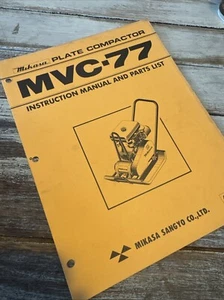 Mikasa PLATE COMPACTOR
MVC-77
INSTRUCTION MANUAL AND PARTS LIST
MIKASA SANGYO CO., LTD.